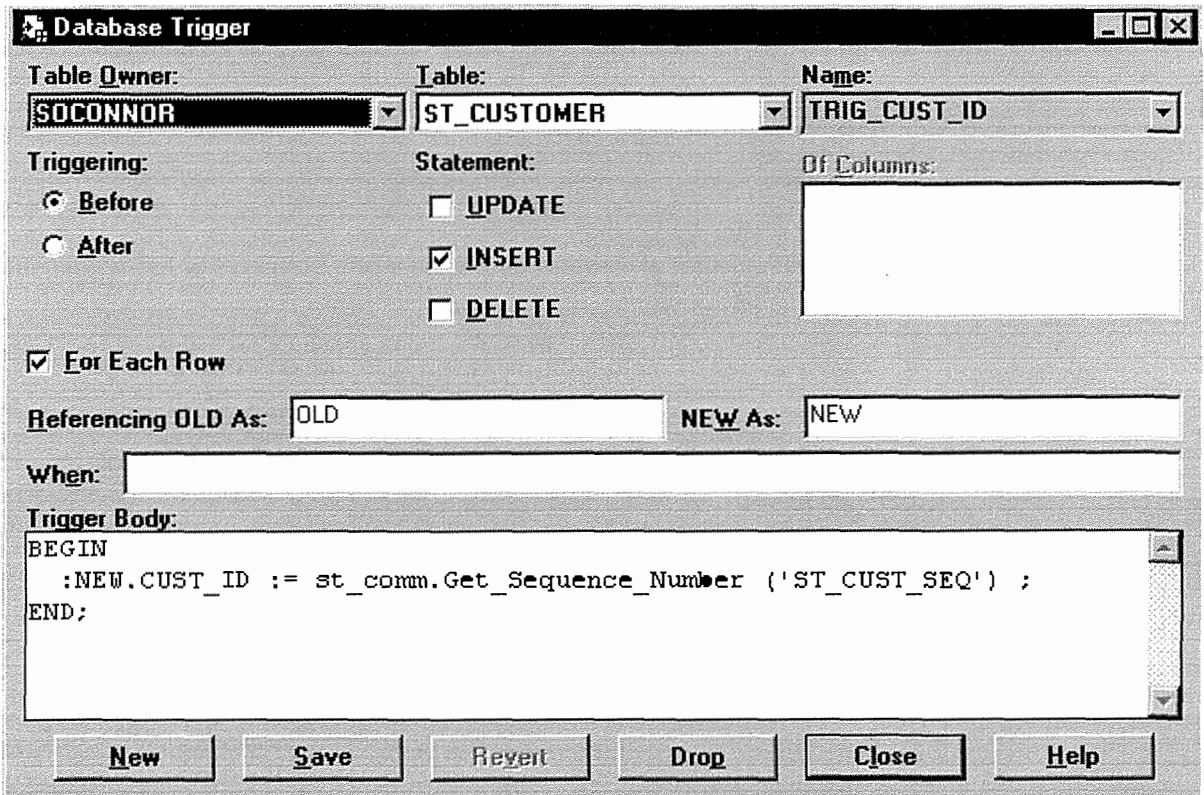 Database Trigger
Table Owner: Table: Name:
SOCONNOR ST_CUSTOMER TRIG_CUST_ID
Triggering: Statement: Of Columns:
Before UPDATE
After INSERT
DELETE
For Each Row
Referencing OLD As: OLD NEW As: NEW
When:
Trigger Body:
BEGIN
:NEW.CUST_ID := st_comm.Get_Sequence_Number ('ST_CUST_SEQ') ;
END;
New Save Revert Drop Close Help